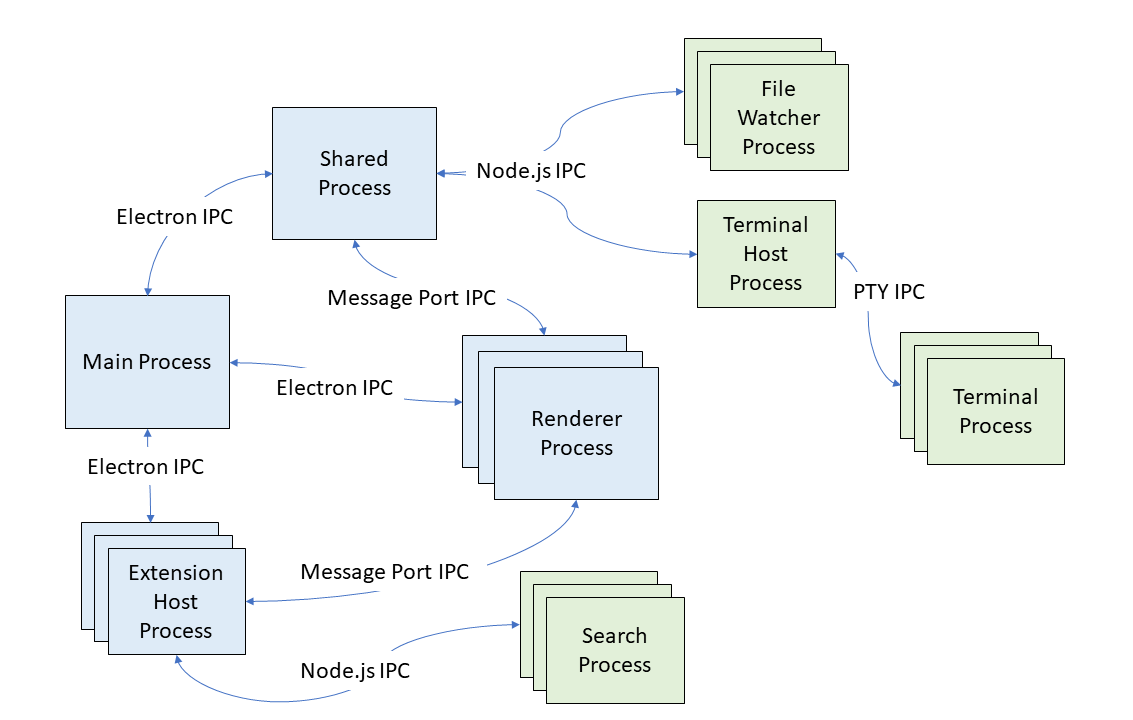 File
Watcher
Process
Shared
Process
Node.js IPC
Electron IPC
Terminal
Host
Process
PTY IPC
Message Port IPC
Main Process
Electron IPC
Renderer
Process
Terminal
Process
Electron IPC
Extension
Host
Process
Message Port IPC
Search
Process
Node.js IPC